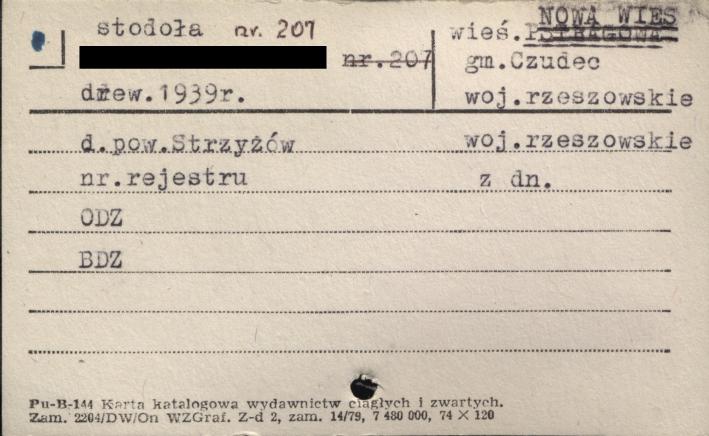 stodoła nr. 207
NOWA WIEŚ
wieś.PSTRĄGOWA
nr.207
gm.Czudec
drew.1939r.
woj.rzeszowskie
d.pow.Strzyżów
woj.rzeszowskie
nr.rejestru
z dn.
ODZ
BDZ
Pu-B-144 Karta katalogowa wydawnictw ciągłych i zwartych.
Zam. 2204/DW/On WZGraf. Z-d 2, zam. 14/79, 7 480 000, 74 × 120